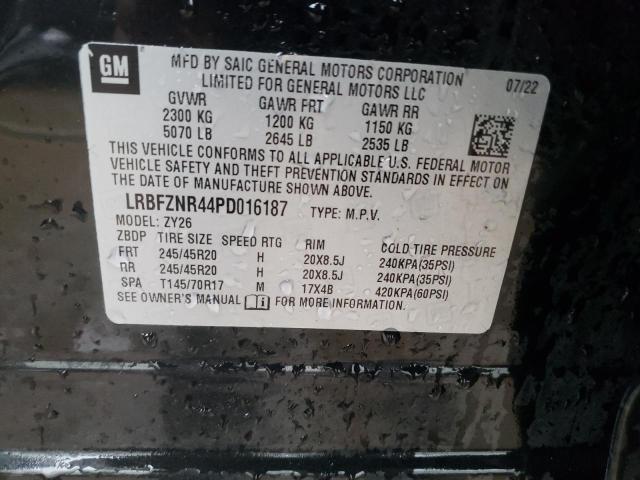 GM
MFD BY SAIC GENERAL MOTORS CORPORATION
LIMITED FOR GENERAL MOTORS LLC
07/22
GVWR GAWR FRT GAWR RR
2300 KG 1200 KG 1150 KG
5070 LB 2645 LB 2535 LB
THIS VEHICLE CONFORMS TO ALL APPLICABLE U.S. FEDERAL MOTOR
VEHICLE SAFETY AND THEFT PREVENTION STANDARDS IN EFFECT ON
THE DATE OF MANUFACTURE SHOWN ABOVE.
LRBFZNR44PD016187 TYPE: M.P.V.
MODEL: ZY26
ZBDP TIRE SIZE SPEED RTG RIM COLD TIRE PRESSURE
FRT 245/45R20 H 20X8.5J 240KPA(35PSI)
RR 245/45R20 H 20X8.5J 240KPA(35PSI)
SPA T145/70R17 M 17X4B 420KPA(60PSI)
SEE OWNER'S MANUAL FOR MORE INFORMATION.